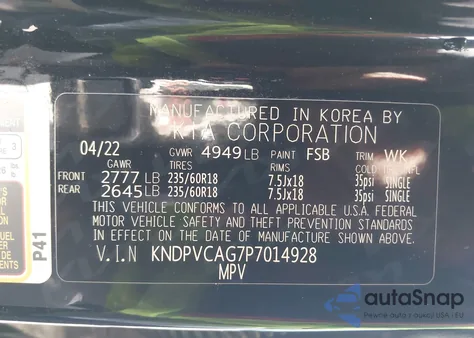 MANUFACTURED IN KOREA BY
KIA CORPORATION
04/22 GVWR 4949LB PAINT FSB TRIM WK
GAWR TIRES RIMS COLD
FRONT 2777LB 235/60R18 7.5Jx18 35psi SINGLE
REAR 2645LB 235/60R18 7.5Jx18 35psi SINGLE
THIS VEHICLE CONFORMS TO ALL APPLICABLE U.S.A. FEDERAL
MOTOR VEHICLE SAFETY AND THEFT PREVENTION STANDARDS
IN EFFECT ON THE DATE OF MANUFACTURE SHOWN ABOVE.
V.I.N KNDPVCAG7P7014928
MPV
P41
autoSnap